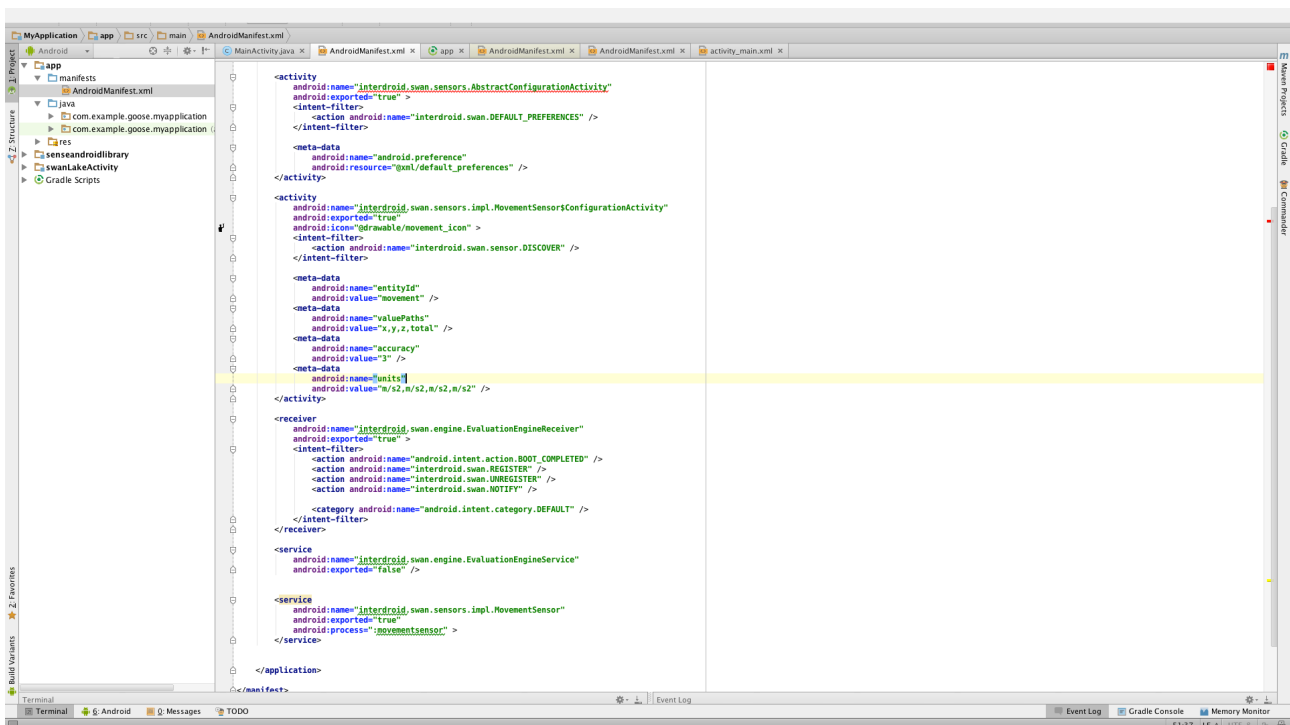 MyApplication app src main AndroidManifest.xml
Android
MainActivity.java × AndroidManifest.xml × app × AndroidManifest.xml × AndroidManifest.xml × activity_main.xml ×
1: Project
Z: Structure
2: Favorites
Build Variants
app
manifests
AndroidManifest.xml
java
com.example.goose.myapplication
com.example.goose.myapplication (
res
senseandroidlibrary
swanLakeActivity
Gradle Scripts
<activity
android:name="interdroid.swan.sensors.AbstractConfigurationActivity"
android:exported="true" >
<intent-filter>
<action android:name="interdroid.swan.DEFAULT_PREFERENCES" />
</intent-filter>
<meta-data
android:name="android.preference"
android:resource="@xml/default_preferences" />
</activity>
<activity
android:name="interdroid.swan.sensors.impl.MovementSensor$ConfigurationActivity"
android:exported="true"
android:icon="@drawable/movement_icon" >
<intent-filter>
<action android:name="interdroid.swan.sensor.DISCOVER" />
</intent-filter>
<meta-data
android:name="entityId"
android:value="movement" />
<meta-data
android:name="valuePaths"
android:value="x,y,z,total" />
<meta-data
android:name="accuracy"
android:value="3" />
<meta-data
android:name="units"
android:value="m/s2,m/s2,m/s2,m/s2" />
</activity>
<receiver
android:name="interdroid.swan.engine.EvaluationEngineReceiver"
android:exported="true" >
<intent-filter>
<action android:name="android.intent.action.BOOT_COMPLETED" />
<action android:name="interdroid.swan.REGISTER" />
<action android:name="interdroid.swan.UNREGISTER" />
<action android:name="interdroid.swan.NOTIFY" />
<category android:name="android.intent.category.DEFAULT" />
</intent-filter>
</receiver>
<service
android:name="interdroid.swan.engine.EvaluationEngineService"
android:exported="false" />
<service
android:name="interdroid.swan.sensors.impl.MovementSensor"
android:exported="true"
android:process=":movementsensor" >
</service>
</application>
</manifest>
m Maven Projects
Gradle
Commander
Terminal
Event Log
Terminal 6: Android 0: Messages TODO
Event Log Gradle Console Memory Monitor